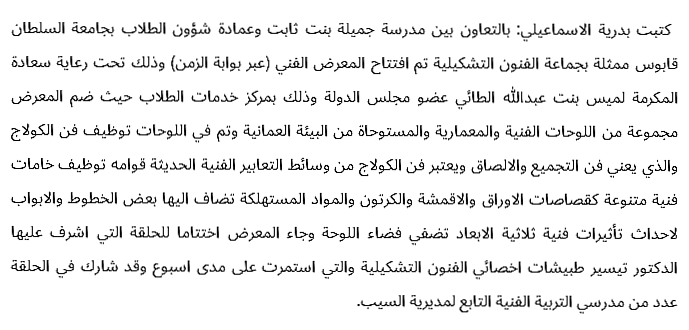 كتبت بدرية الاسماعيلي: بالتعاون بين مدرسة جميلة بنت ثابت وعمادة شؤون الطلاب بجامعة السلطان
قابوس ممثلة بجماعة الفنون التشكيلية تم افتتاح المعرض الفني (عبر بوابة الزمن) وذلك تحت رعاية سعادة
المكرمة لميس بنت عبدالله الطائي عضو مجلس الدولة وذلك بمركز خدمات الطلاب حيث ضم المعرض
مجموعة من اللوحات الفنية والمعمارية والمستوحاة من البيئة العمانية وتم في اللوحات توظيف فن الكولاج
والذي يعني فن التجميع والالصاق ويعتبر فن الكولاج من وسائط التعابير الفنية الحديثة قوامه توظيف خامات
فنية متنوعة كقصاصات الاوراق والاقمشة والكرتون والمواد المستهلكة تضاف اليها بعض الخطوط والابواب
لاحداث تأثيرات فنية ثلاثية الابعاد تضفي فضاء اللوحة وجاء المعرض اختتاما للحلقة التي اشرف عليها
الدكتور تيسير طبيشات اخصائي الفنون التشكيلية والتي استمرت على مدى اسبوع وقد شارك في الحلقة
عدد من مدرسي التربية الفنية التابع لمديرية السيب.